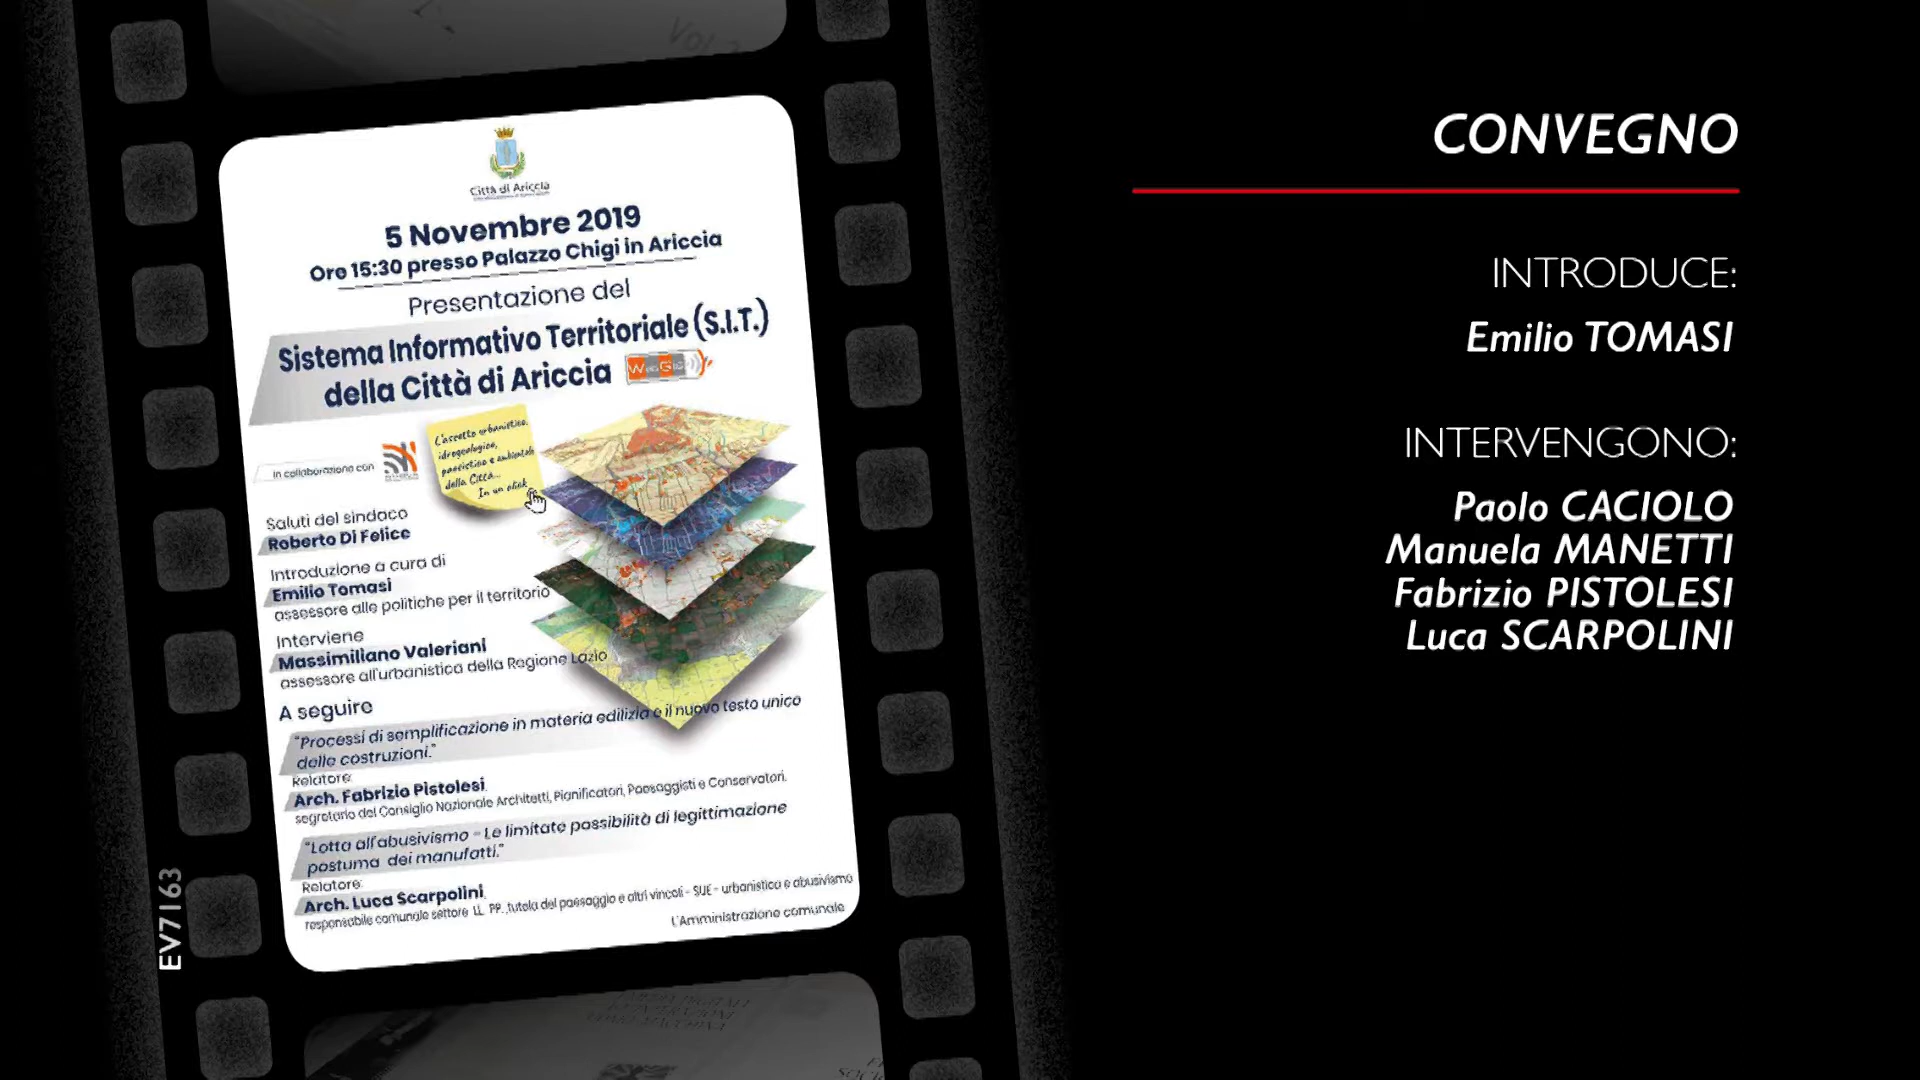 Città di Ariccia
5 Novembre 2019
Ore 15:30 presso Palazzo Chigi in Ariccia
Presentazione del
Sistema Informativo Territoriale (S.I.T.)
della Città di Ariccia
in collaborazione con
L'assetto urbanistico,
idrogeologico,
paesistico e ambientale
della Città...
In un click
Saluti del sindaco
Roberto Di Felice
Introduzione a cura di
Emilio Tomasi
assessore alle politiche per il territorio
Interviene
Massimiliano Valeriani
assessore all'urbanistica della Regione Lazio
A seguire
"Processi di semplificazione in materia edilizia e il nuovo testo unico
delle costruzioni."
Relatore:
Arch. Fabrizio Pistolesi,
segretario del Consiglio Nazionale Architetti, Pianificatori, Paesaggisti e Conservatori.
"Lotta all'abusivismo - Le limitate possibilità di legittimazione
postuma dei manufatti."
Relatore:
Arch. Luca Scarpolini,
responsabile comunale settore LL. PP., tutela del paesaggio e altri vincoli - SUE - urbanistica e abusivismo
L'Amministrazione comunale
EV7163
CONVEGNO
INTRODUCE:
Emilio TOMASI
INTERVENGONO:
Paolo CACIOLO
Manuela MANETTI
Fabrizio PISTOLESI
Luca SCARPOLINI